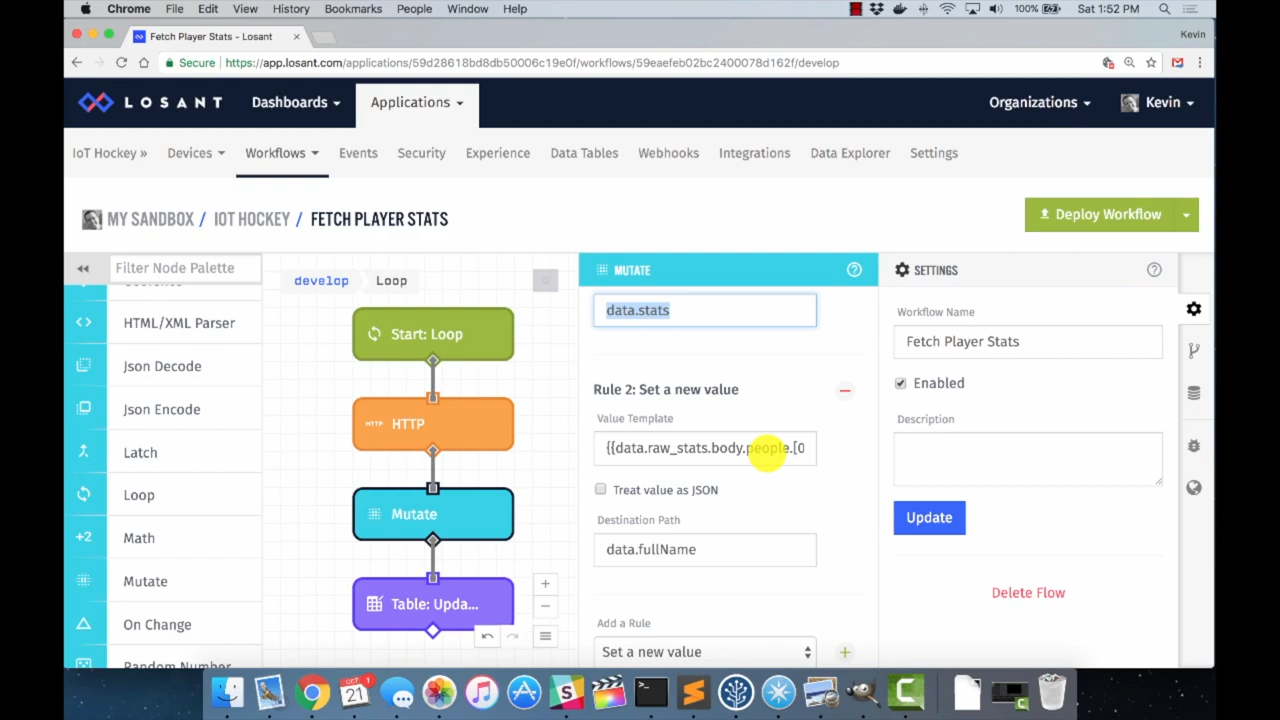 Chrome File Edit View History Bookmarks People Window Help 100% Sat 1:52 PM
Fetch Player Stats - Losant Kevin
Secure https://app.losant.com/applications/59d28618bd8db50006c19e0f/workflows/59eaefeb02bc2400078d162f/develop
LOSANT Dashboards Applications Organizations Kevin
IoT Hockey » Devices Workflows Events Security Experience Data Tables Webhooks Integrations Data Explorer Settings
MY SANDBOX / IOT HOCKEY / FETCH PLAYER STATS Deploy Workflow
Filter Node Palette
HTML/XML Parser
Json Decode
Json Encode
Latch
Loop
Math
Mutate
On Change
Random Number
develop Loop
Start: Loop
HTTP HTTP
Mutate
Table: Upda...
MUTATE
data.stats
Rule 2: Set a new value
Value Template
{{data.raw_stats.body.people.[0
Treat value as JSON
Destination Path
data.fullName
Add a Rule
Set a new value
SETTINGS
Workflow Name
Fetch Player Stats
Enabled
Description
Update
Delete Flow
OCT
21
1